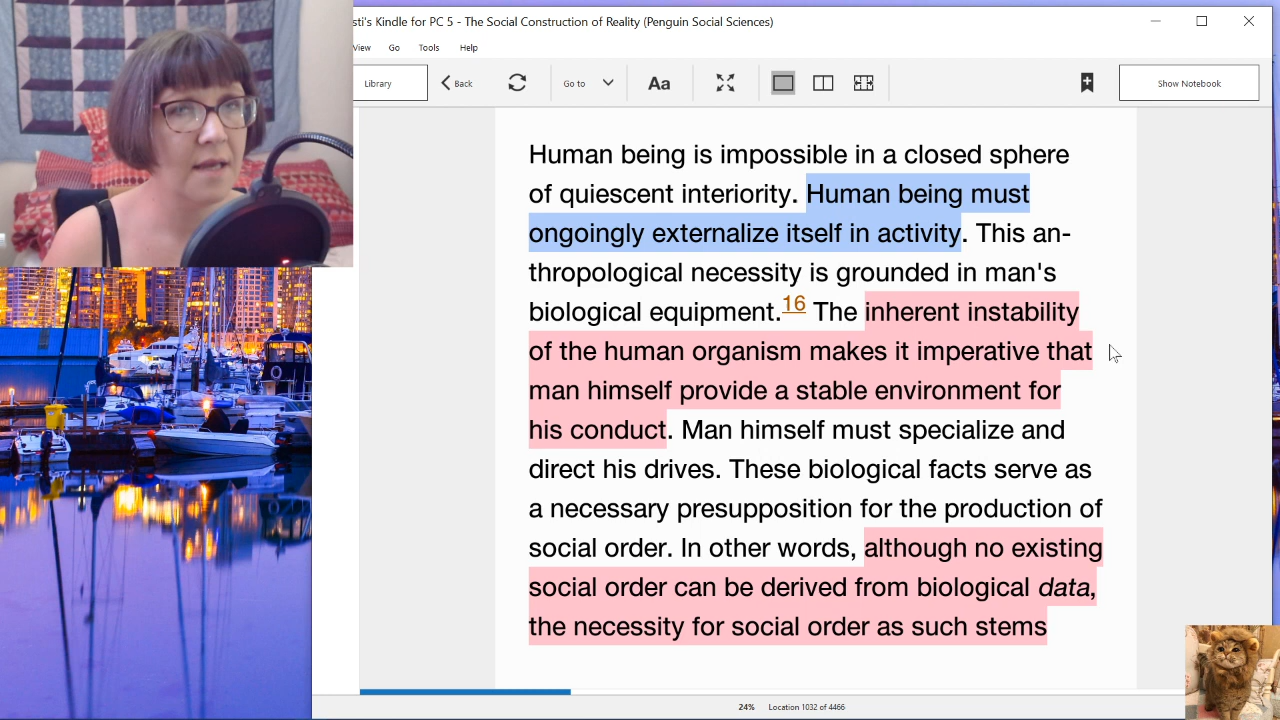 sti's Kindle for PC 5 - The Social Construction of Reality (Penguin Social Sciences)
View Go Tools Help
Library Back Go to Aa Show Notebook
Human being is impossible in a closed sphere
of quiescent interiority. Human being must
ongoingly externalize itself in activity. This an-
thropological necessity is grounded in man's
biological equipment.16 The inherent instability
of the human organism makes it imperative that
man himself provide a stable environment for
his conduct. Man himself must specialize and
direct his drives. These biological facts serve as
a necessary presupposition for the production of
social order. In other words, although no existing
social order can be derived from biological data,
the necessity for social order as such stems
24% Location 1032 of 4466